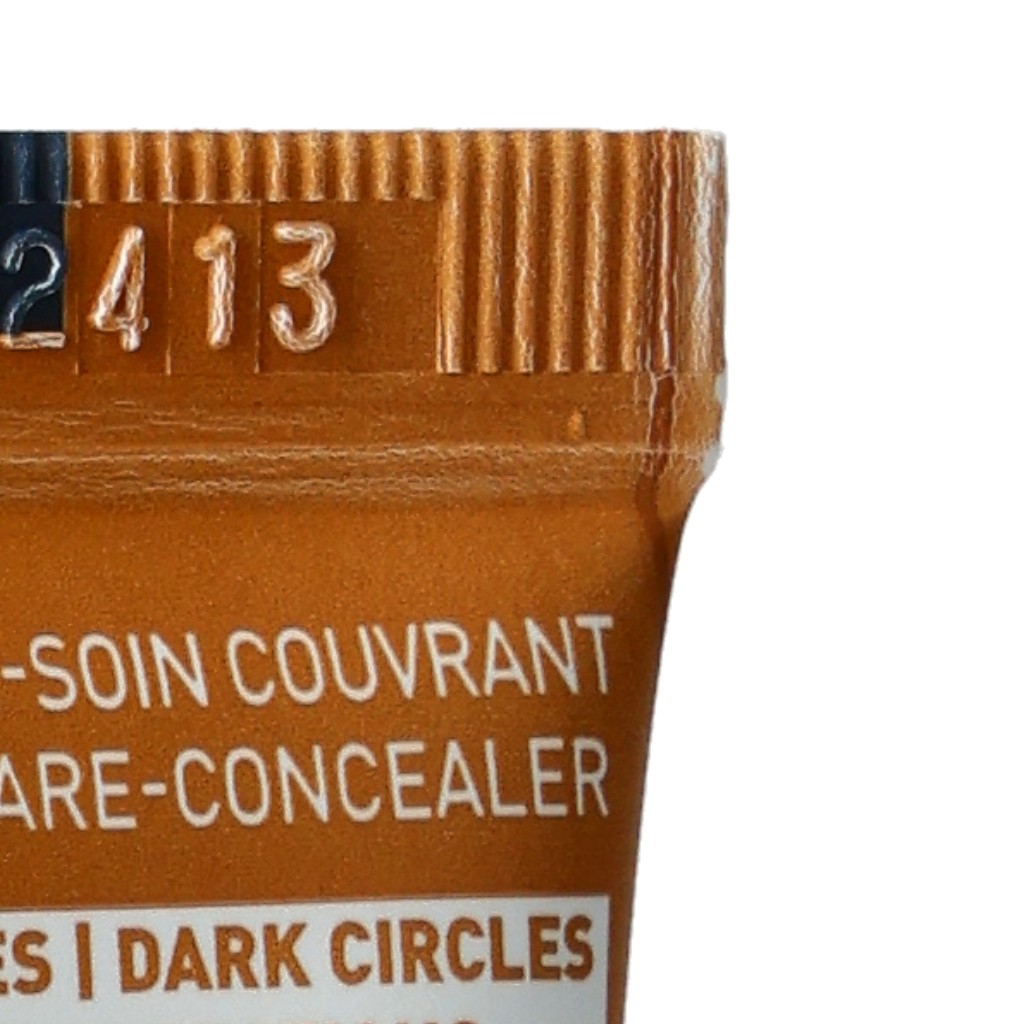 2413
-SOIN COUVRANT
ARE-CONCEALER
ES | DARK CIRCLES